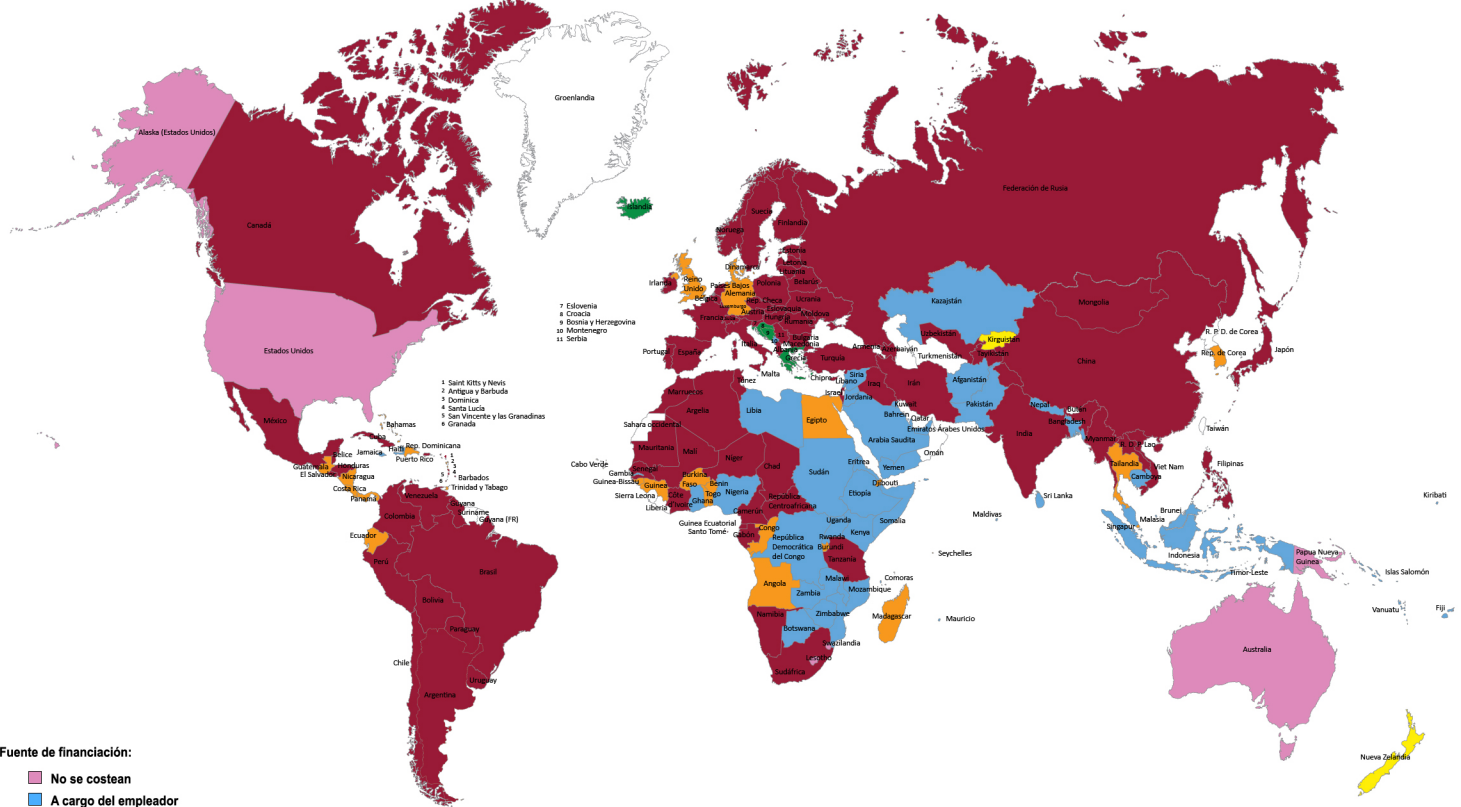 Groenlandia
Alaska (Estados Unidos)
Canadá
Estados Unidos
México
Islandia
Federación de Rusia
Suecia
Finlandia
Noruega
Estonia
Letonia
Lituania
Dinamarca
Irlanda
Reino
Unido
Países Bajos
Alemania
Polonia
Belarús
Bélgica
Rep. Checa
Ucrania
Luxemburgo
Eslovaquia
Austria
Hungría
Moldova
Francia
Rumania
7 Eslovenia
8 Croacia
9 Bosnia y Herzegovina
10 Montenegro
11 Serbia
7
8
9
10
11
Bulgaria
Macedonia
Italia
Albania
Grecia
Portugal
España
Turquía
Armenia
Azerbaiyán
Malta
Chipre
Kazajstán
Mongolia
Uzbekistán
Kirguistán
Turkmenistán
Tayikistán
China
R. P. D. de Corea
Rep. de Corea
Japón
Túnez
Marruecos
Argelia
Libia
Egipto
Israel
Líbano
Siria
Jordania
Iraq
Irán
Afganistán
Pakistán
Kuwait
Bahrein
Qatar
Emiratos Árabes Unidos
Arabia Saudita
Omán
Yemen
Nepal
Bután
Bangladesh
India
Myanmar
R. D. P. Lao
Taiwán
Tailandia
Viet Nam
Camboya
Filipinas
Sri Lanka
Maldivas
Brunei
Malasia
Singapur
Indonesia
Timor-Leste
Papua Nueva
Guinea
Islas Salomón
Kiribati
Vanuatu
Fiji
Australia
Nueva Zelandia
1 Saint Kitts y Nevis
2 Antigua y Barbuda
3 Dominica
4 Santa Lucía
5 San Vincente y las Granadinas
6 Granada
Bahamas
Cuba
Haití
Rep. Dominicana
Jamaica
Puerto Rico
1
2
3
4
Belice
Guatemala
Honduras
El Salvador
Nicaragua
Costa Rica
Panamá
Barbados
Trinidad y Tabago
Venezuela
Guyana
Suriname
Guyana (FR)
Colombia
Ecuador
Perú
Brasil
Bolivia
Paraguay
Chile
Uruguay
Argentina
Sahara occidental
Mauritania
Malí
Níger
Chad
Sudán
Eritrea
Cabo Verde
Senegal
Gambia
Guinea-Bissau
Guinea
Burkina
Faso
Benin
Sierra Leona
Côte
d'Ivoire
Liberia
Ghana
Togo
Nigeria
Djibouti
Etiopía
República
Centroafricana
Camerún
Somalia
Guinea Ecuatorial
Santo Tomé
Gabón
Congo
República
Democrática
del Congo
Uganda
Kenya
Rwanda
Burundi
Tanzanía
Seychelles
Comoras
Angola
Malawi
Zambia
Mozambique
Madagascar
Mauricio
Zimbabwe
Namibia
Botswana
Swazilandia
Lesotho
Sudáfrica
Fuente de financiación:
No se costean
A cargo del empleador